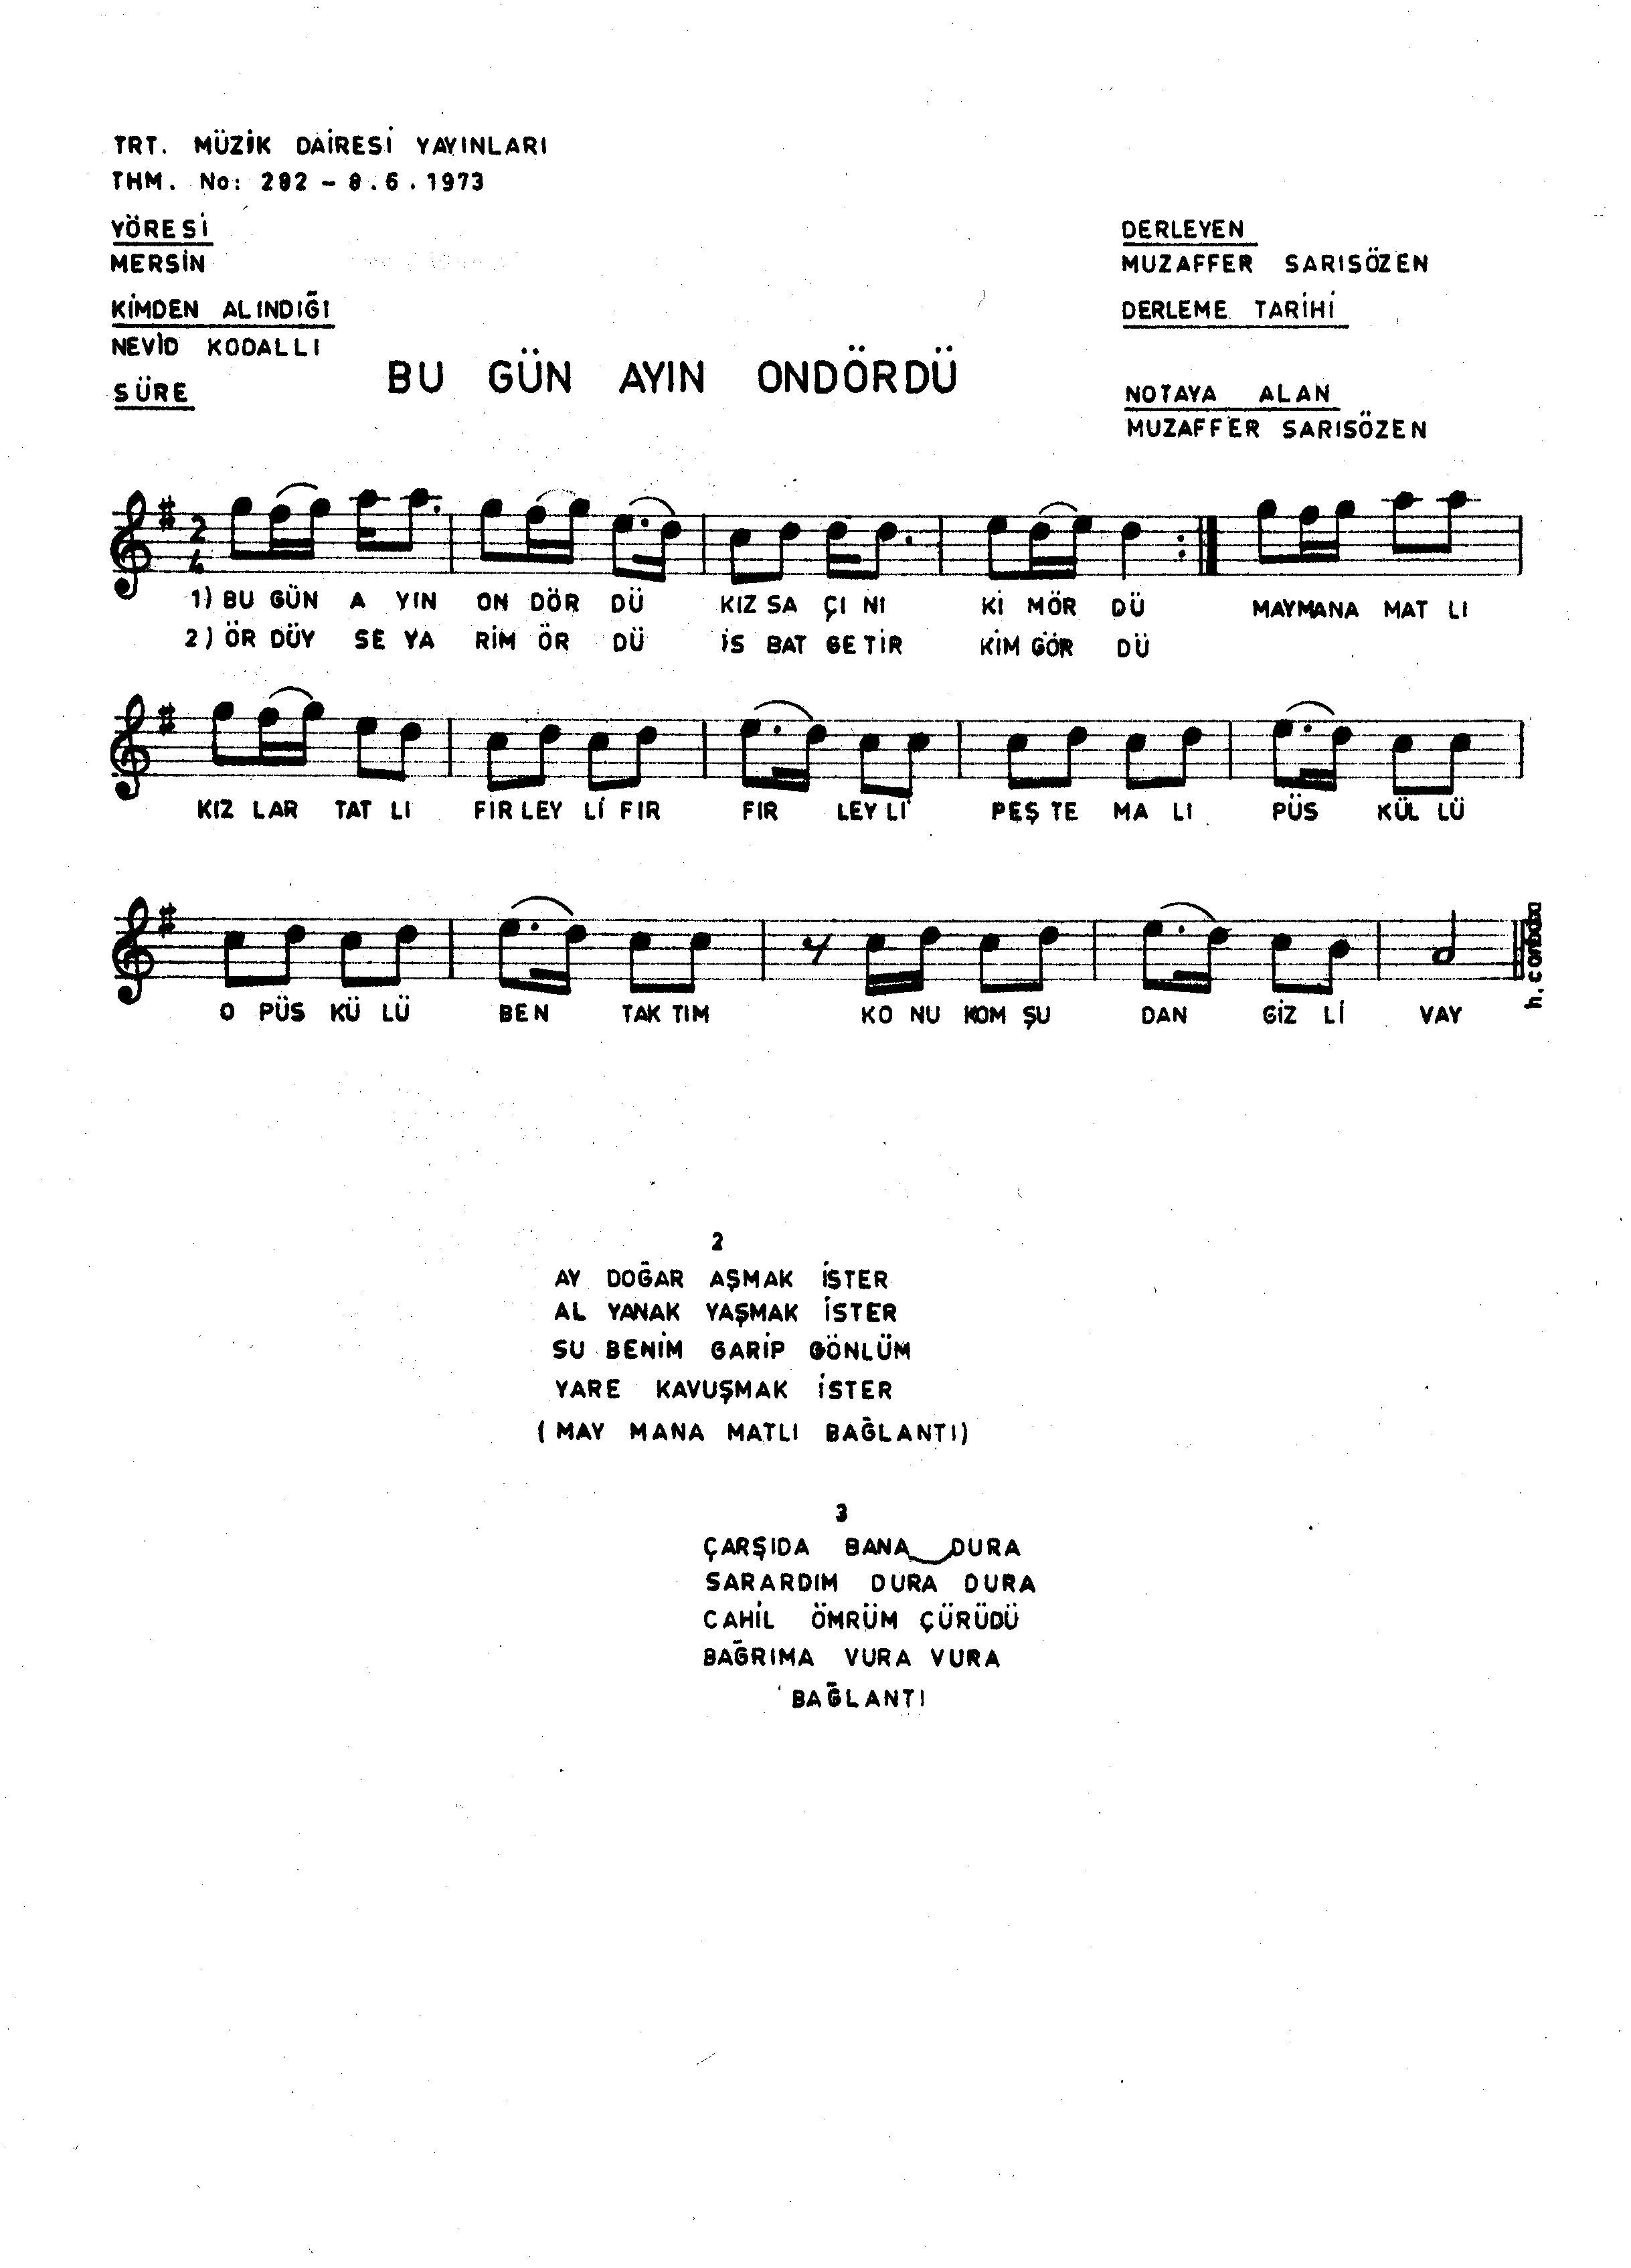 TRT. MÜZİK DAİRESİ YAYINLARI
THM. No: 282 - 8.6.1973
YÖRESİ
MERSİN
KİMDEN ALINDIĞI
NEVİD KODALLI
SÜRE
DERLEYEN
MUZAFFER SARISÖZEN
DERLEME TARİHİ
NOTAYA ALAN
MUZAFFER SARISÖZEN
BU GÜN AYIN ONDÖRDÜ
2
4
1) BU GÜN A YIN ON DÖR DÜ KIZ SA ÇI NI Kİ MÖR DÜ MAYMANA MAT LI
2) ÖR DÜY SE YA RİM ÖR DÜ İS BAT GE TİR KİM GÖR DÜ
KIZ LAR TAT LI FIR LEY Lİ FIR FIR LEY Lİ PEŞ TE MA LI PÜS KÜL LÜ
O PÜS KÜ LÜ BEN TAK TIM KO NU KOM ŞU DAN GİZ Lİ VAY
2
AY DOĞAR AŞMAK İSTER
AL YANAK YAŞMAK İSTER
SU BENİM GARİP GÖNLÜM
YARE KAVUŞMAK İSTER
( MAY MANA MATLI BAĞLANTI)
3
ÇARŞIDA BANA DURA
SARARDIM DURA DURA
CAHİL ÖMRÜM ÇÜRÜDÜ
BAĞRIMA VURA VURA
BAĞLANTI